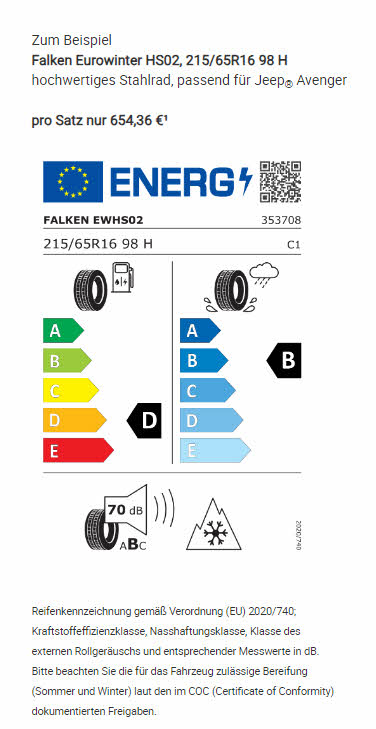 Zum Beispiel
Falken Eurowinter HS02, 215/65R16 98 H
hochwertiges Stahlrad, passend für Jeep® Avenger
pro Satz nur 654,36 €¹
ENERG
FALKEN EWHS02 353708
215/65R16 98 H C1
A A
B B B
C C
D D D
E E
70 dB
ABC
2020/740
Reifenkennzeichnung gemäß Verordnung (EU) 2020/740;
Kraftstoffeffizienzklasse, Nasshaftungsklasse, Klasse des
externen Rollgeräuschs und entsprechender Messwerte in dB.
Bitte beachten Sie die für das Fahrzeug zulässige Bereifung
(Sommer und Winter) laut den im COC (Certificate of Conformity)
dokumentierten Freigaben.